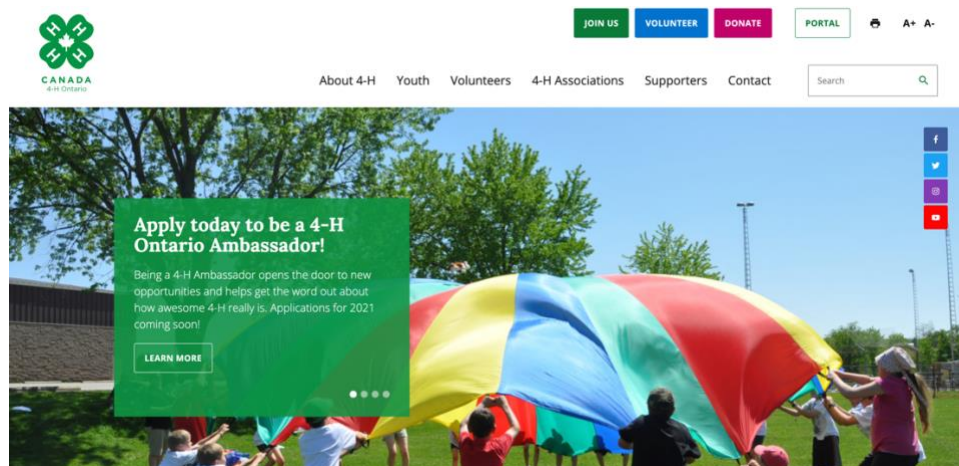 H H
H H
CANADA
4-H Ontario
JOIN US
VOLUNTEER
DONATE
PORTAL
A+ A-
About 4-H
Youth
Volunteers
4-H Associations
Supporters
Contact
Search
Apply today to be a 4-H
Ontario Ambassador!
Being a 4-H Ambassador opens the door to new
opportunities and helps get the word out about
how awesome 4-H really is. Applications for 2021
coming soon!
LEARN MORE